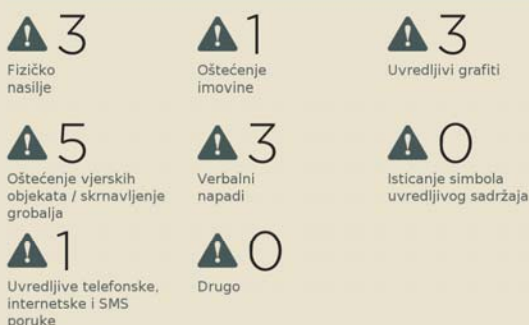 3
Fizičko
nasilje
1
Oštećenje
imovine
3
Uvredljivi grafiti
5
Oštećenje vjerskih
objekata / skrnavljenje
grobalja
3
Verbalni
napadi
0
Isticanje simbola
uvredljivog sadržaja
1
Uvredljive telefonske,
internetske i SMS
poruke
0
Drugo